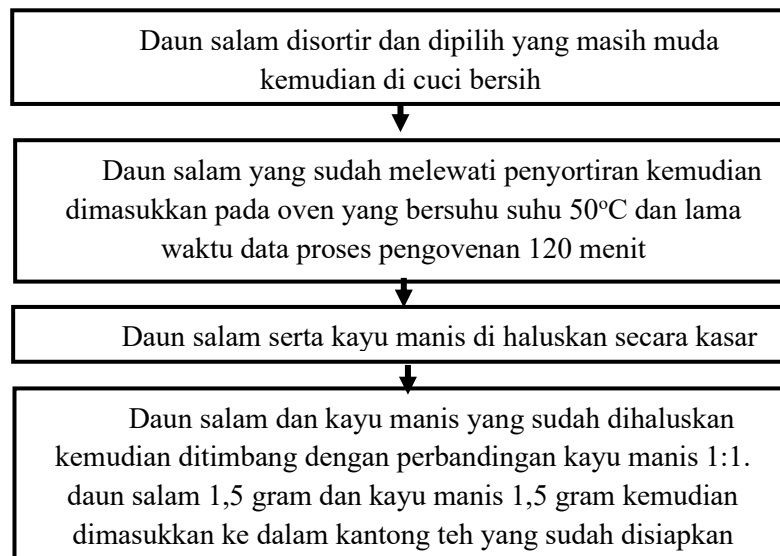 Daun salam disortir dan dipilih yang masih muda
kemudian di cuci bersih
Daun salam yang sudah melewati penyortiran kemudian
dimasukkan pada oven yang bersuhu suhu 50°C dan lama
waktu data proses pengovenan 120 menit
Daun salam serta kayu manis di haluskan secara kasar
Daun salam dan kayu manis yang sudah dihaluskan
kemudian ditimbang dengan perbandingan kayu manis 1:1.
daun salam 1,5 gram dan kayu manis 1,5 gram kemudian
dimasukkan ke dalam kantong teh yang sudah disiapkan